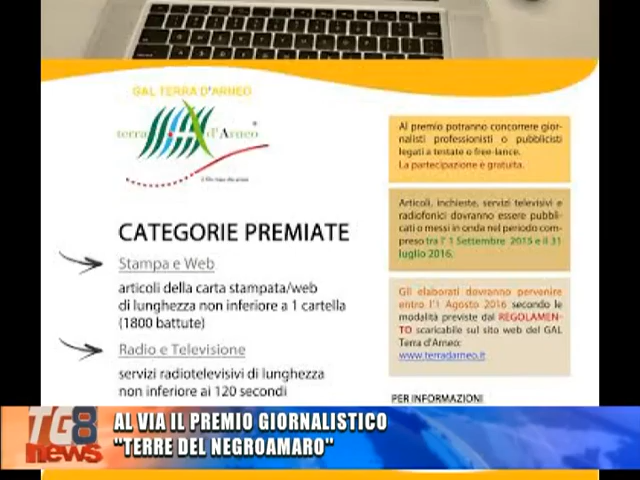 GAL TERRA D'ARNEO
terra d'Arneo
CATEGORIE PREMIATE
Stampa e Web
articoli della carta stampata/web
di lunghezza non inferiore a 1 cartella
(1800 battute)
Radio e Televisione
servizi radiotelevisivi di lunghezza
non inferiore ai 120 secondi
Al premio potranno concorrere gior-
nalisti professionisti o pubblicisti
legati a testate o free-lance.
La partecipazione è gratuita.
Articoli, inchieste, servizi televisivi e
radiofonici dovranno essere pubbli-
cati o messi in onda nel periodo com-
preso tra l' 1 Settembre 2015 e il 31
luglio 2016.
Gli elaborati dovranno pervenire
entro l'1 Agosto 2016 secondo le
modalità previste dal REGOLAMEN-
TO scaricabile sul sito web del GAL
Terra d'Arneo:
www.terradarneo.it
PER INFORMAZIONI
TG8
news
AL VIA IL PREMIO GIORNALISTICO
"TERRE DEL NEGROAMARO"